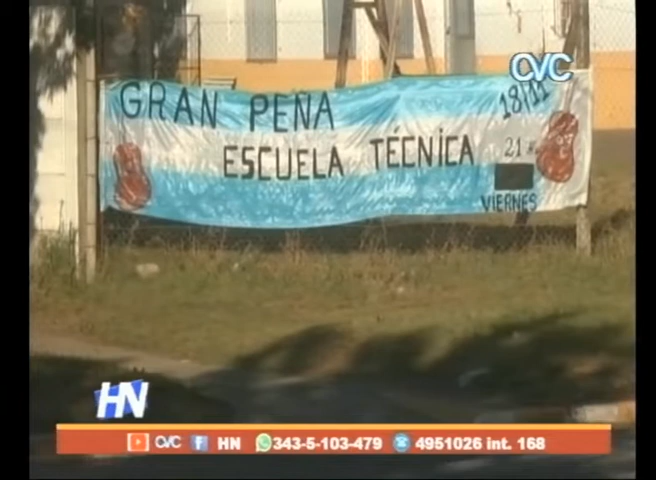 CVC
GRAN PEÑA
18/11
ESCUELA TÉCNICA
21
VIERNES
HN
CVC HN 343-5-103-479 4951026 int. 168